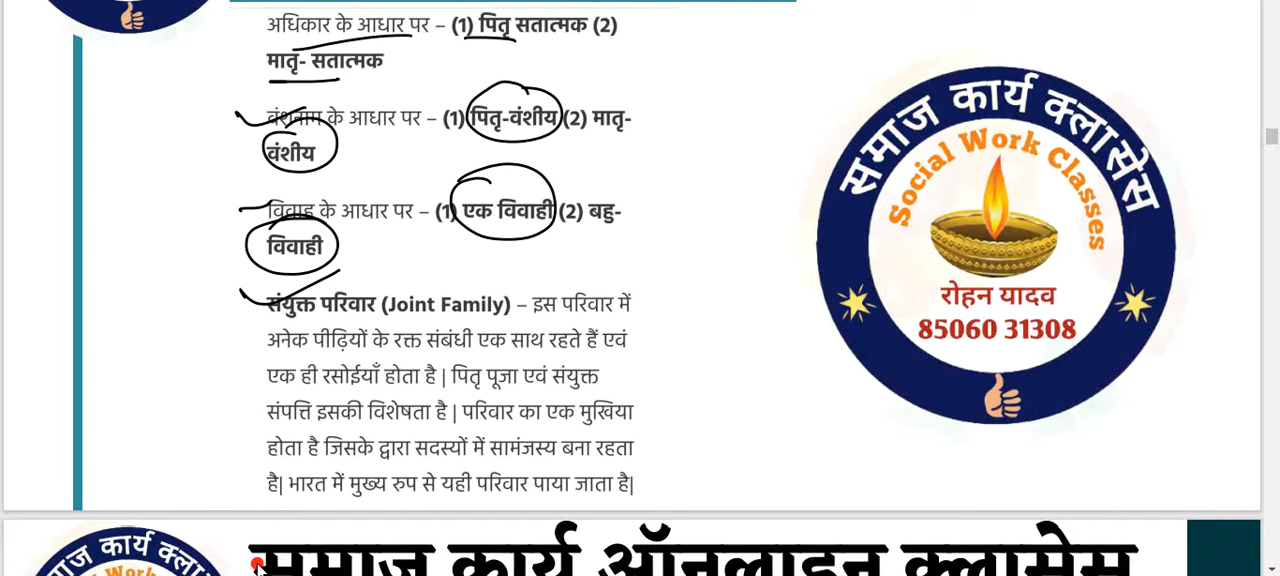 अधिकार के आधार पर – (1) पितृ सतात्मक (2)
मातृ- सतात्मक
वंशनाम के आधार पर – (1) पितृ-वंशीय (2) मातृ-
वंशीय
विवाह के आधार पर – (1) एक विवाही (2) बहु-
विवाही
संयुक्त परिवार (Joint Family) – इस परिवार में
अनेक पीढ़ियों के रक्त संबंधी एक साथ रहते हैं एवं
एक ही रसोईयाँ होता है | पितृ पूजा एवं संयुक्त
संपत्ति इसकी विशेषता है | परिवार का एक मुखिया
होता है जिसके द्वारा सदस्यों में सामंजस्य बना रहता
है| भारत में मुख्य रुप से यही परिवार पाया जाता है|
समाज कार्य क्लासेस
Social Work Classes
रोहन यादव
85060 31308
समाज कार्य
Work
समाज कार्य ऑनलाइन क्लासेस